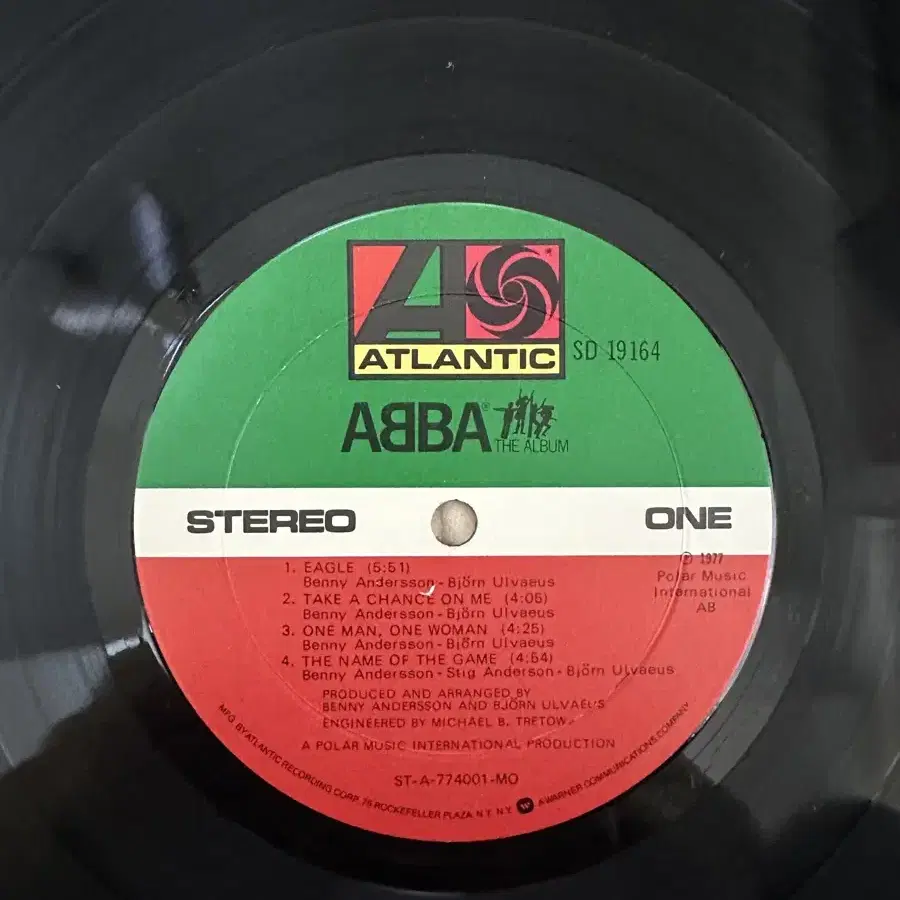 ATLANTIC
SD 19164
ABBA®
THE ALBUM
STEREO
ONE
℗ 1977
Polar Music
International
AB
1. EAGLE (5:51)
Benny Andersson - Björn Ulvaeus
2. TAKE A CHANCE ON ME (4:05)
Benny Andersson - Björn Ulvaeus
3. ONE MAN, ONE WOMAN (4:25)
Benny Andersson - Björn Ulvaeus
4. THE NAME OF THE GAME (4:54)
Benny Andersson - Stig Anderson - Björn Ulvaeus
PRODUCED AND ARRANGED BY
BENNY ANDERSSON AND BJÖRN ULVAEUS
ENGINEERED BY MICHAEL B. TRETOW
A POLAR MUSIC INTERNATIONAL PRODUCTION
ST-A-774001-MO
MFG BY ATLANTIC RECORDING CORP., 75 ROCKEFELLER PLAZA, N.Y. N.Y. A WARNER COMMUNICATIONS COMPANY